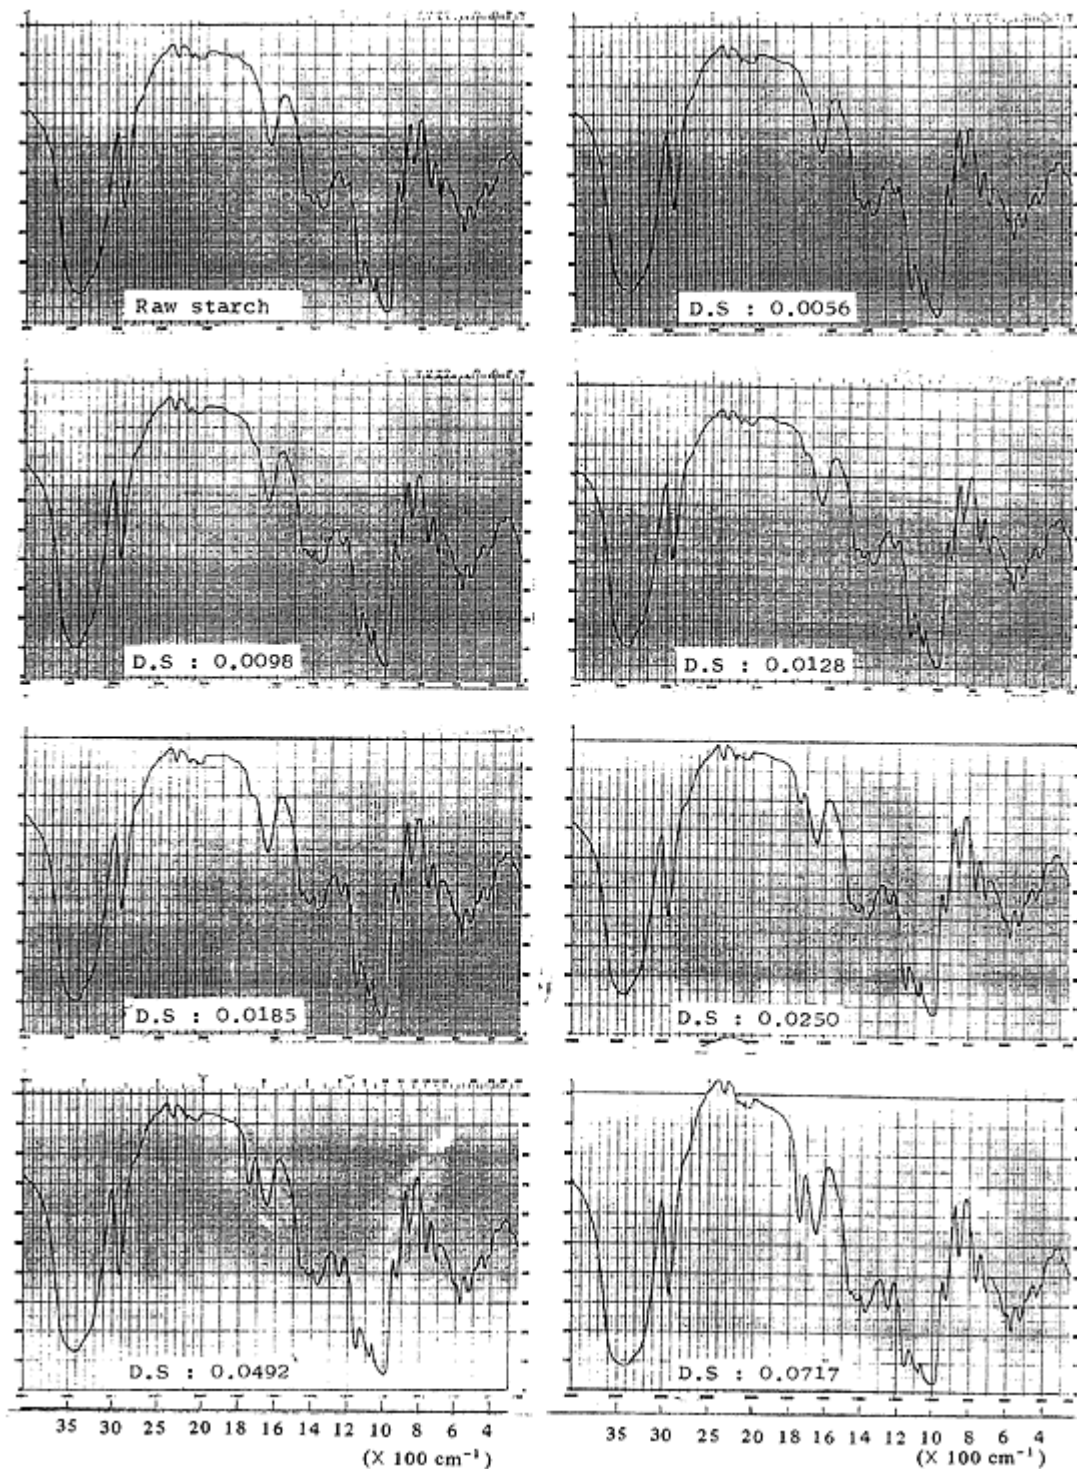 Raw starch
D.S : 0.0056
D.S : 0.0098
D.S : 0.0128
D.S : 0.0185
D.S : 0.0250
D.S : 0.0492
D.S : 0.0717
35 30 25 20 18 16 14 12 10 8 6 4
(X 100 cm⁻¹)
35 30 25 20 18 16 14 12 10 8 6 4
(X 100 cm⁻¹)